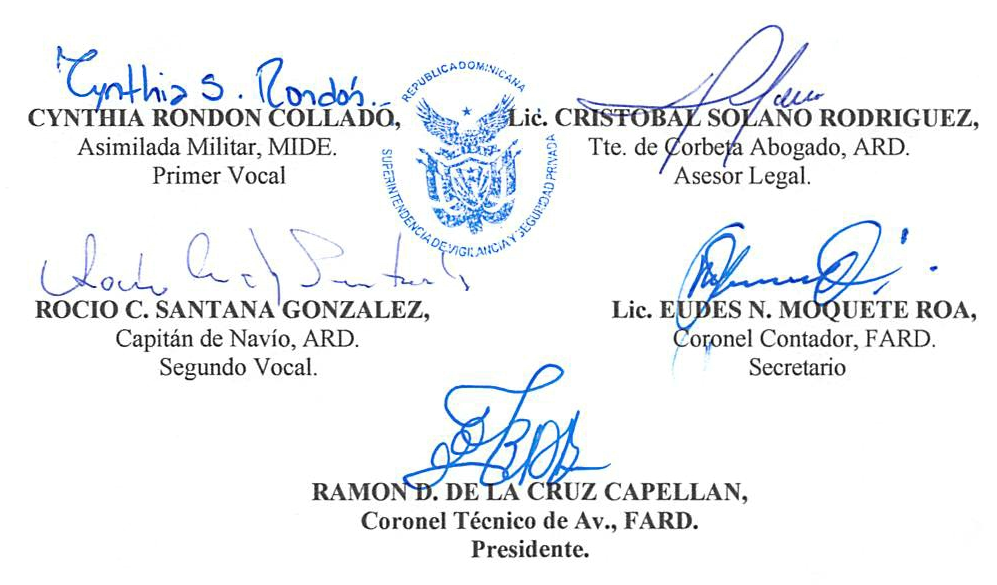 Cynthia S. Rondón
CYNTHIA RONDON COLLADO,
Asimilada Militar, MIDE.
Primer Vocal
REPUBLICA DOMINICANA
SUPERINTENDENCIA DE VIGILANCIA Y SEGURIDAD PRIVADA
Lic. CRISTOBAL SOLANO RODRIGUEZ,
Tte. de Corbeta Abogado, ARD.
Asesor Legal.
ROCIO C. SANTANA GONZALEZ,
Capitán de Navío, ARD.
Segundo Vocal.
Lic. EUDES N. MOQUETE ROA,
Coronel Contador, FARD.
Secretario
RAMON D. DE LA CRUZ CAPELLAN,
Coronel Técnico de Av., FARD.
Presidente.